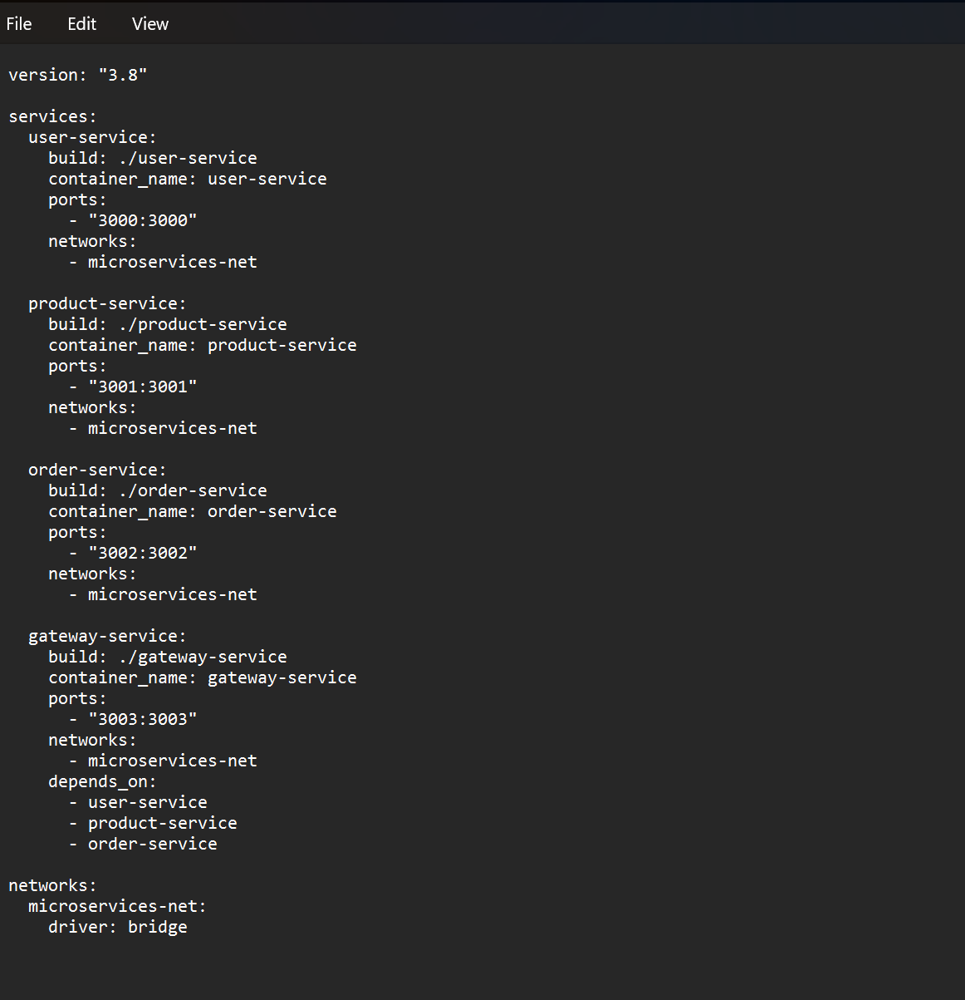 File Edit View
version: "3.8"
services:
  user-service:
    build: ./user-service
    container_name: user-service
    ports:
      - "3000:3000"
    networks:
      - microservices-net
  product-service:
    build: ./product-service
    container_name: product-service
    ports:
      - "3001:3001"
    networks:
      - microservices-net
  order-service:
    build: ./order-service
    container_name: order-service
    ports:
      - "3002:3002"
    networks:
      - microservices-net
  gateway-service:
    build: ./gateway-service
    container_name: gateway-service
    ports:
      - "3003:3003"
    networks:
      - microservices-net
    depends_on:
      - user-service
      - product-service
      - order-service
networks:
  microservices-net:
    driver: bridge